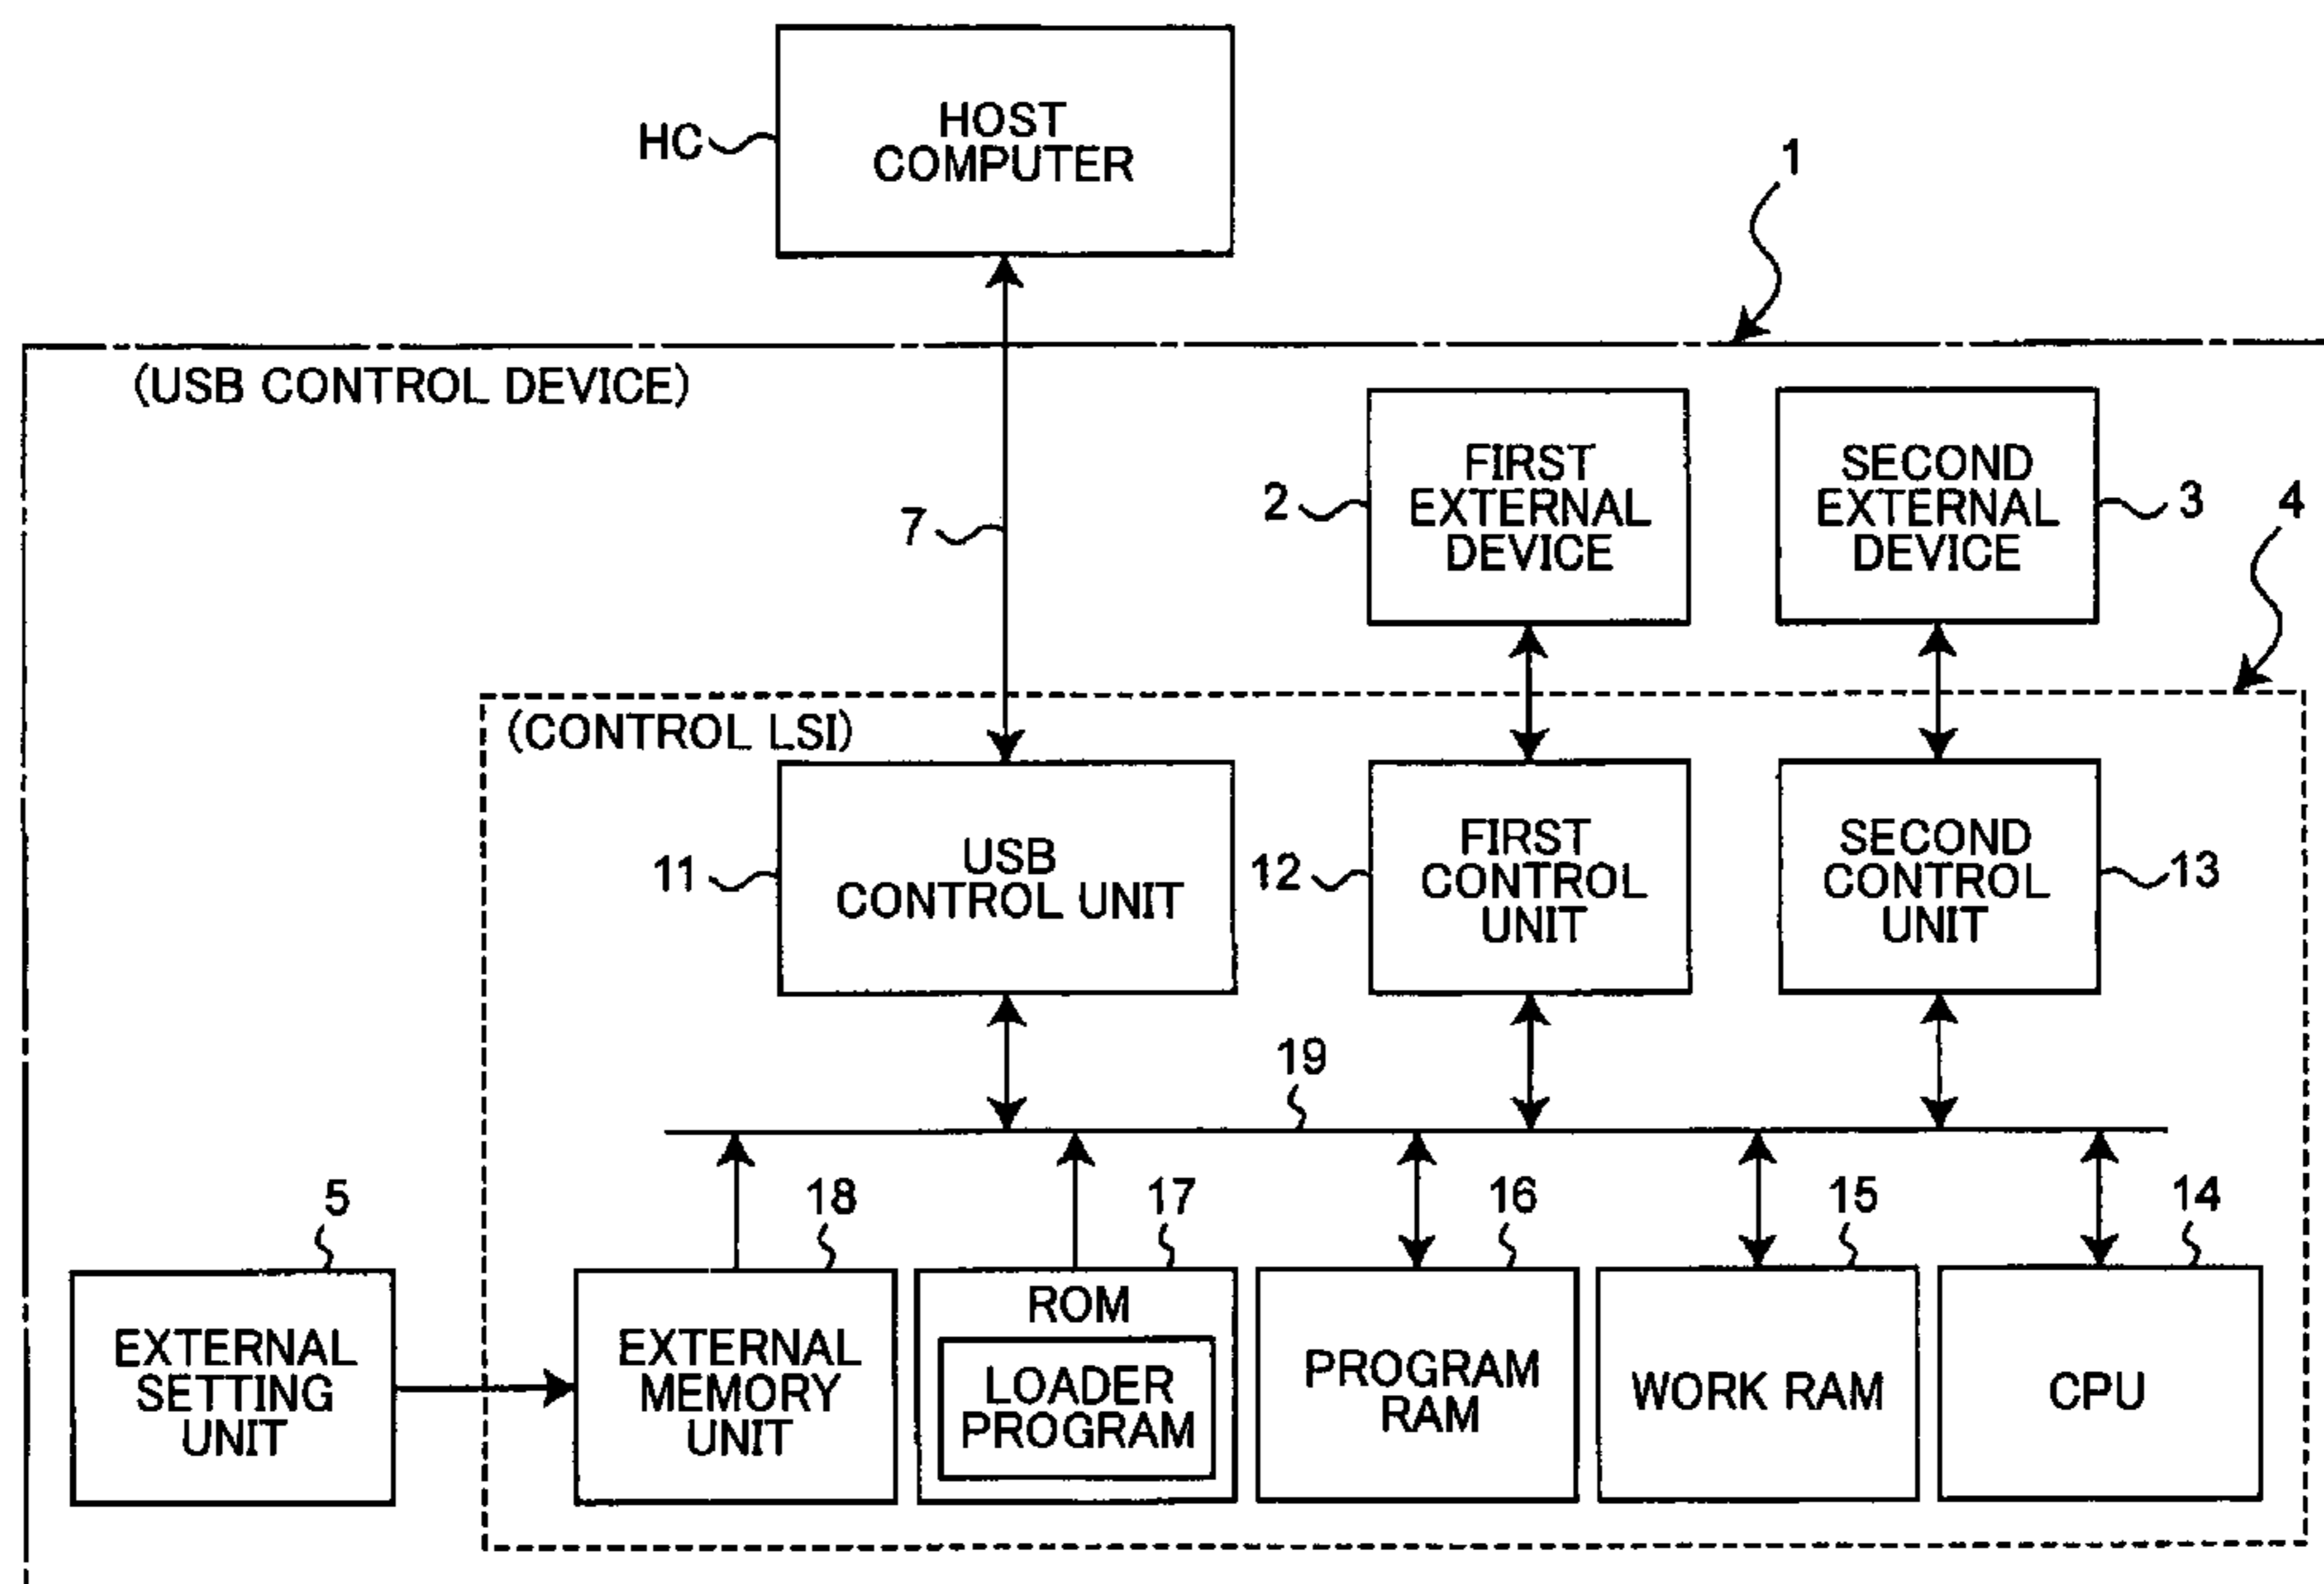 HOST
COMPUTER
HC
1
(USB CONTROL DEVICE)
FIRST
EXTERNAL
DEVICE
2
SECOND
EXTERNAL
DEVICE
3
4
7
(CONTROL LSI)
USB
CONTROL UNIT
11
FIRST
CONTROL
UNIT
12
SECOND
CONTROL
UNIT
13
19
5
18
17
16
15
14
EXTERNAL
SETTING
UNIT
EXTERNAL
MEMORY
UNIT
ROM
LOADER
PROGRAM
PROGRAM
RAM
WORK RAM
CPU